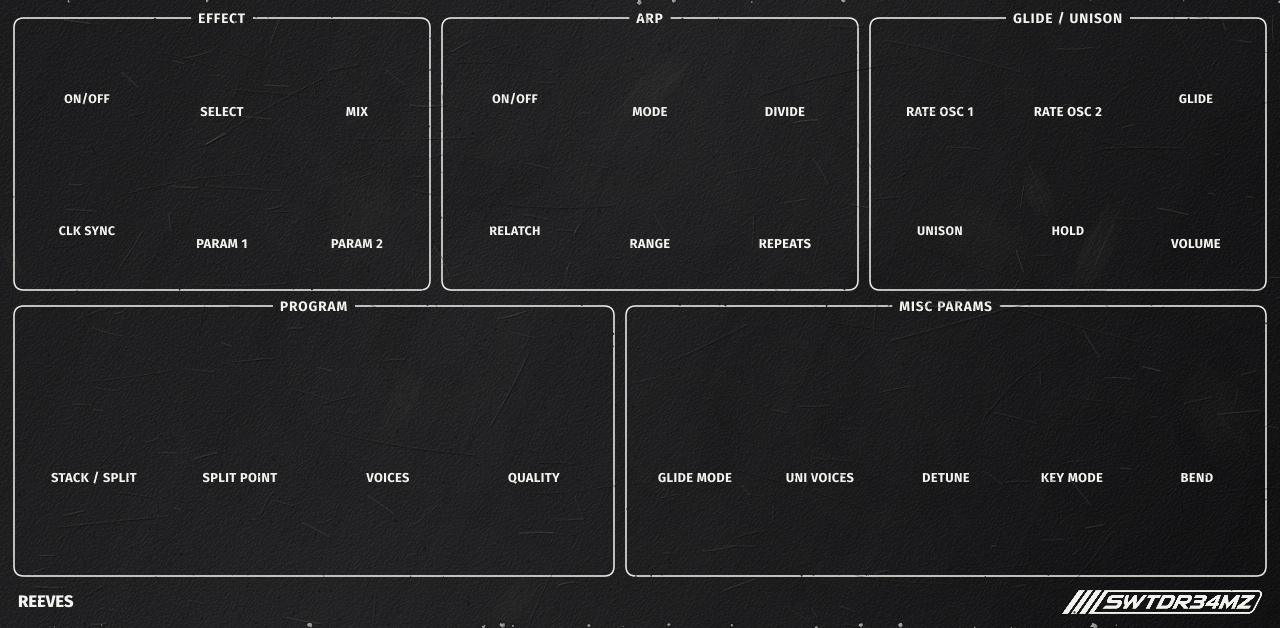 EFFECT
ARP
GLIDE / UNISON
ON/OFF
SELECT
MIX
ON/OFF
MODE
DIVIDE
RATE OSC 1
RATE OSC 2
GLIDE
CLK SYNC
PARAM 1
PARAM 2
RELATCH
RANGE
REPEATS
UNISON
HOLD
VOLUME
PROGRAM
MISC PARAMS
STACK / SPLIT
SPLIT POINT
VOICES
QUALITY
GLIDE MODE
UNI VOICES
DETUNE
KEY MODE
BEND
REEVES
SWTDR34MZ